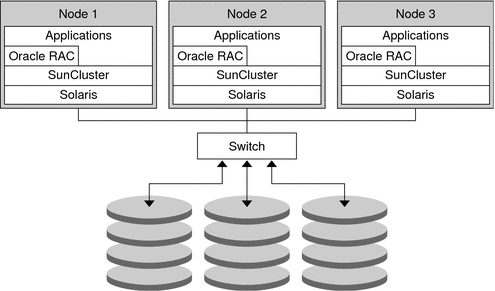 Node 1
Applications
Oracle RAC
SunCluster
Solaris
Node 2
Applications
Oracle RAC
SunCluster
Solaris
Node 3
Applications
Oracle RAC
SunCluster
Solaris
Switch